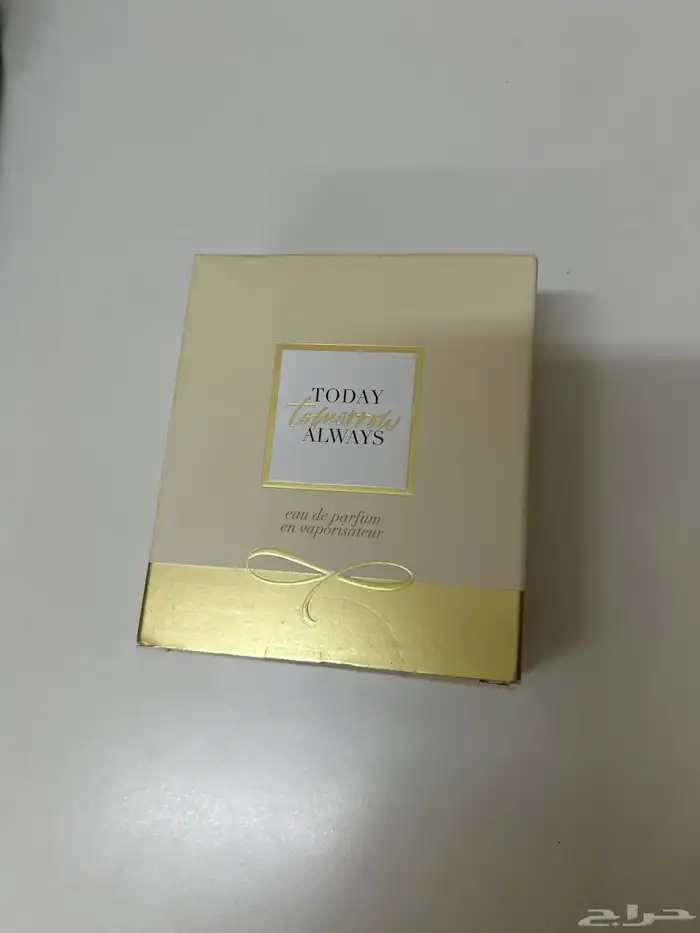 TODAY
tomorrow
ALWAYS
eau de parfum
en vaporisateur
حراج